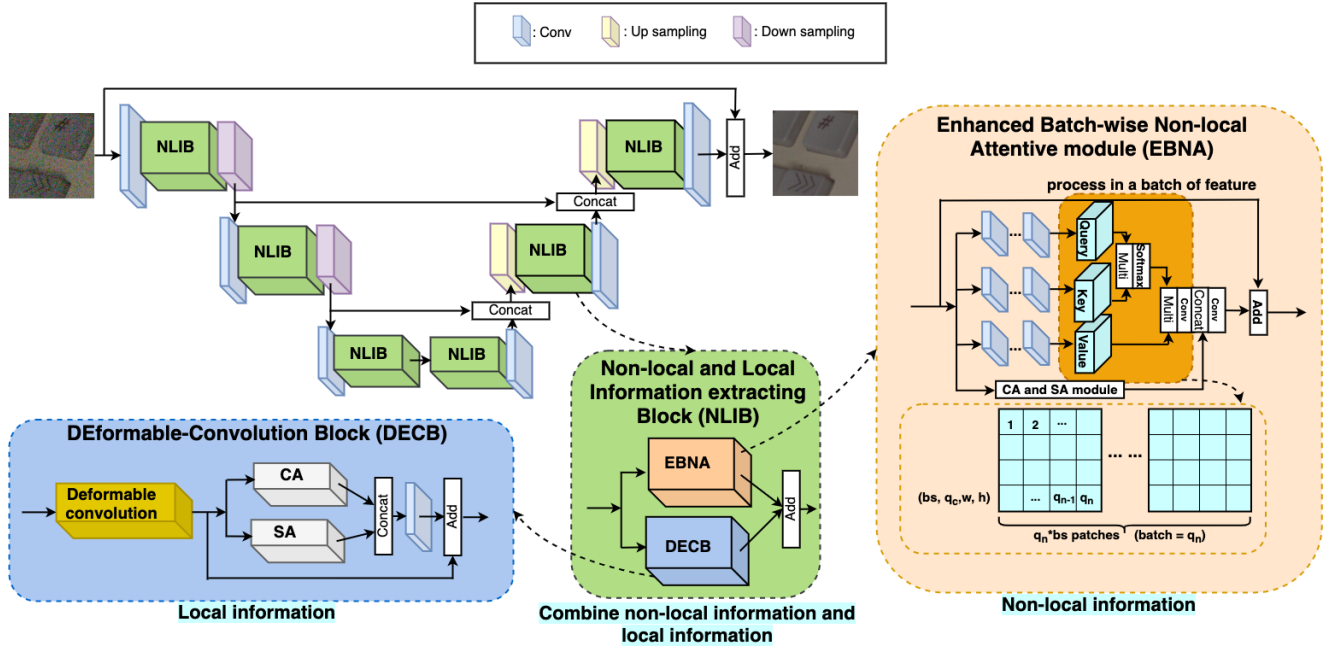 : Conv
: Up sampling
: Down sampling
NLIB
NLIB
Add
Concat
NLIB
NLIB
Concat
NLIB
NLIB
Enhanced Batch-wise Non-local
Attentive module (EBNA)
process in a batch of feature
Query
Key
Value
Multi
Softmax
Multi
Conv
Concat
Conv
Add
CA and SA module
1 2 ...
... qn-1 qn
... ...
(bs, qc,w, h)
qn*bs patches (batch = qn)
Non-local information
Non-local and Local
Information extracting
Block (NLIB)
EBNA
DECB
Add
Combine non-local information and
local information
DEformable-Convolution Block (DECB)
Deformable
convolution
CA
SA
Concat
Add
Local information